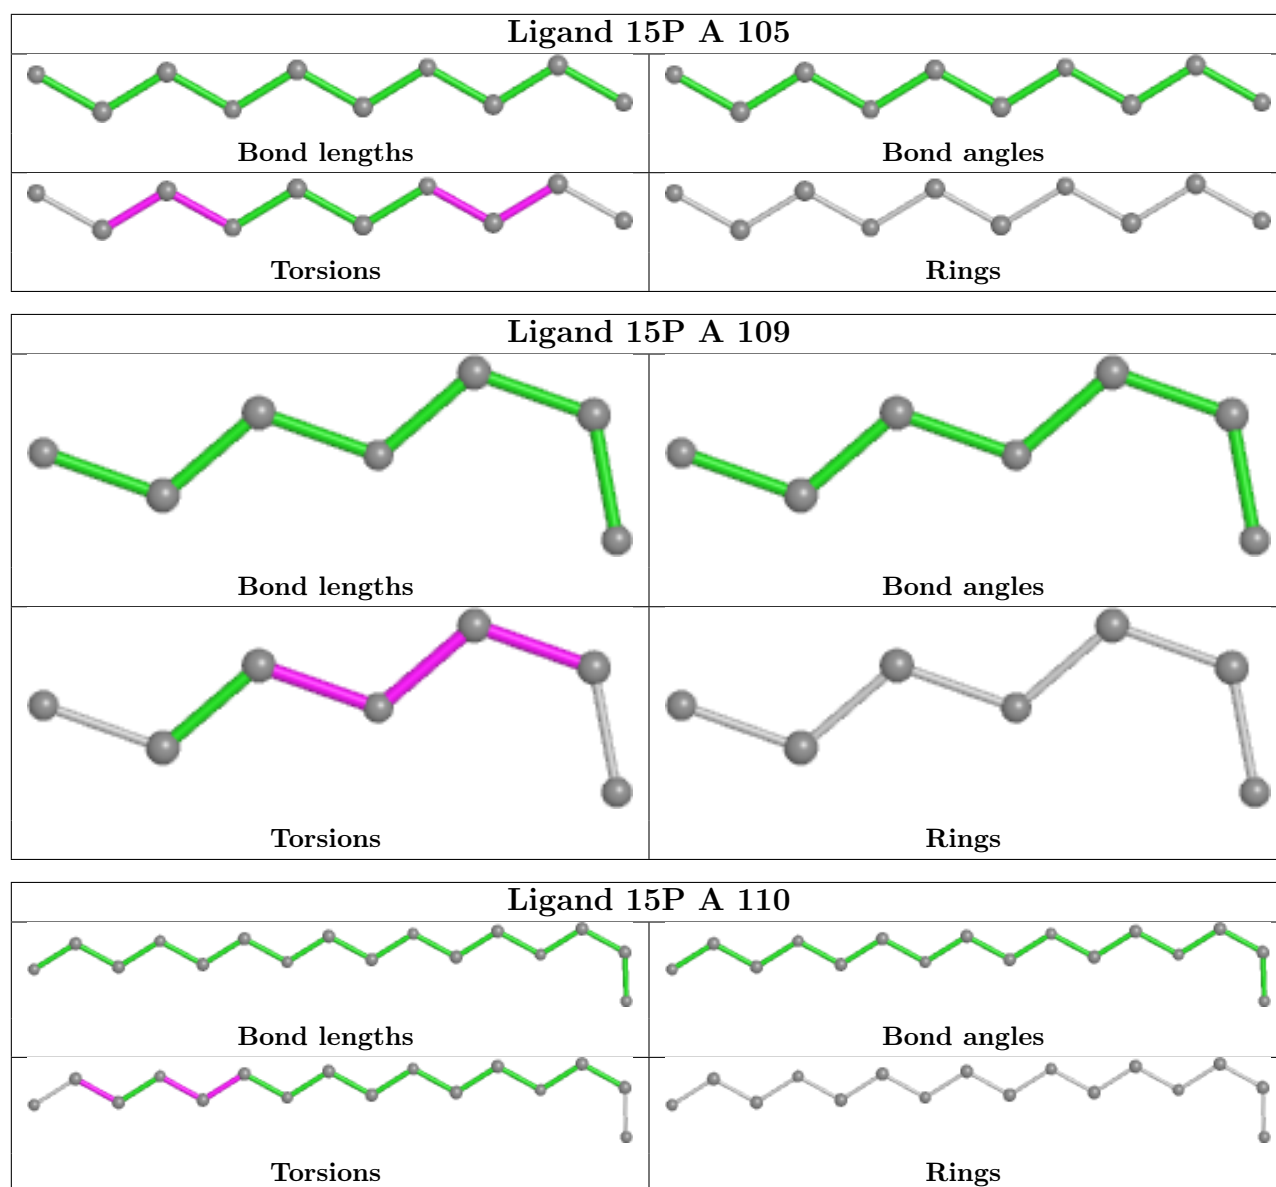 Ligand 15P A 105
Bond lengths
Bond angles
Torsions
Rings
Ligand 15P A 109
Bond lengths
Bond angles
Torsions
Rings
Ligand 15P A 110
Bond lengths
Bond angles
Torsions
Rings